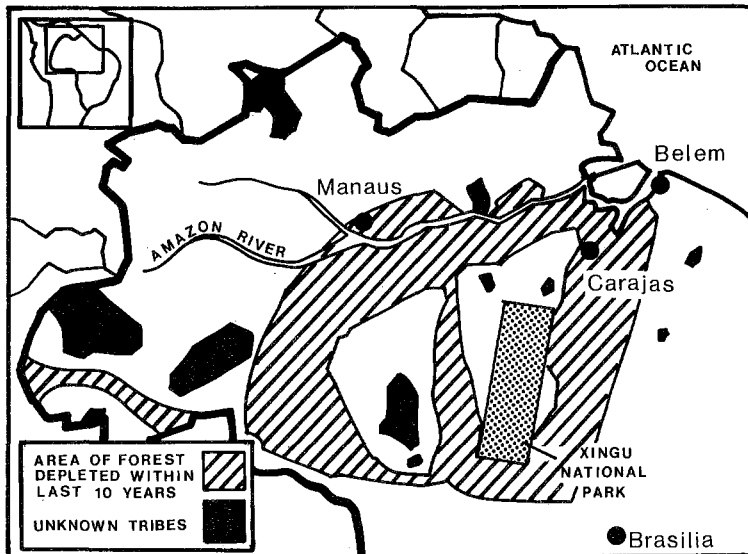 ATLANTIC
OCEAN
Belem
Manaus
AMAZON RIVER
Carajas
XINGU
NATIONAL
PARK
AREA OF FOREST
DEPLETED WITHIN
LAST 10 YEARS
UNKNOWN TRIBES
Brasilia